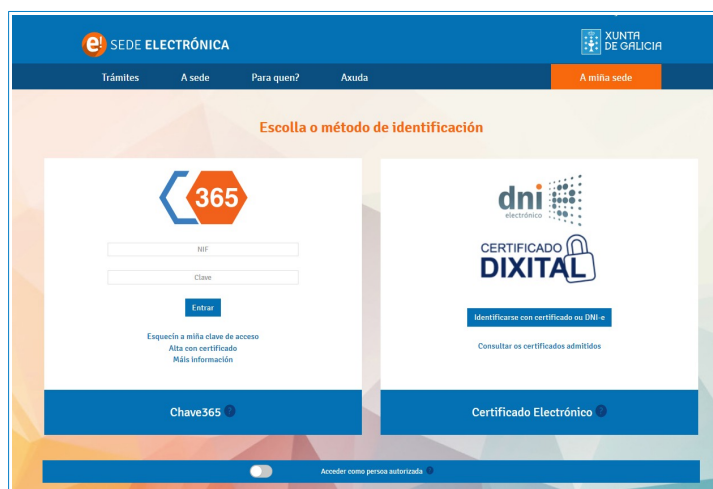 e! SEDE ELECTRÓNICA
XUNTA
DE GALICIA
Trámites A sede Para quen? Axuda A miña sede
Escolla o método de identificación
365
NIF
Clave
Entrar
Esquecín a miña clave de acceso
Alta con certificado
Máis información
Chave365 ?
dni
electrónico
CERTIFICADO
DIXITAL
Identificarse con certificado ou DNI-e
Consultar os certificados admitidos
Certificado Electrónico ?
Acceder como persoa autorizada ?